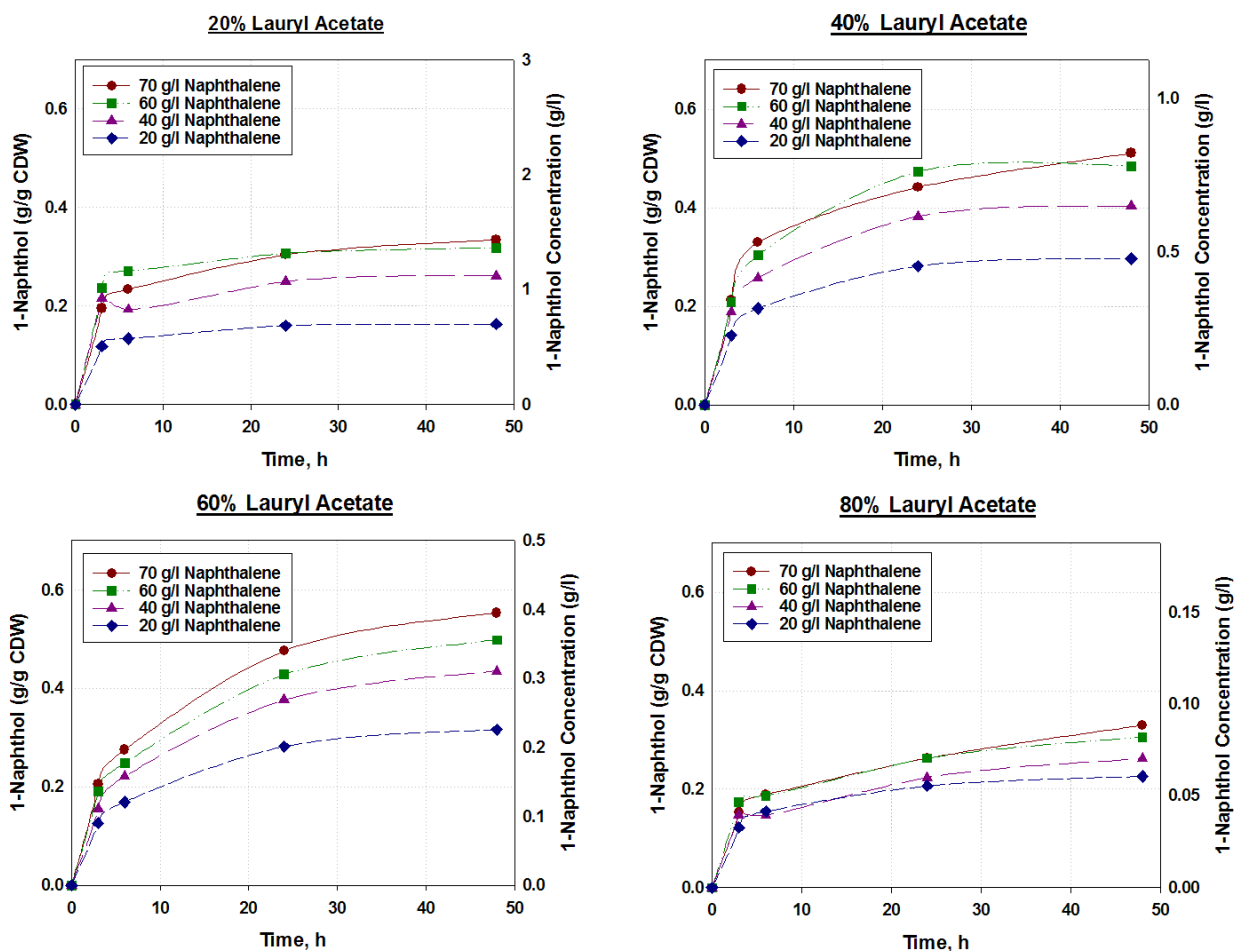 20% Lauryl Acetate
70 g/l Naphthalene
60 g/l Naphthalene
40 g/l Naphthalene
20 g/l Naphthalene
1-Naphthol (g/g CDW)
0.6
0.4
0.2
0.0
3
2
1
0
1-Naphthol Concentration (g/l)
0 10 20 30 40 50
Time, h
40% Lauryl Acetate
70 g/l Naphthalene
60 g/l Naphthalene
40 g/l Naphthalene
20 g/l Naphthalene
1-Naphthol (g/g CDW)
0.6
0.4
0.2
0.0
1.0
0.5
0.0
1-Naphthol Concentration (g/l)
0 10 20 30 40 50
Time, h
60% Lauryl Acetate
70 g/l Naphthalene
60 g/l Naphthalene
40 g/l Naphthalene
20 g/l Naphthalene
1-Naphthol (g/g CDW)
0.6
0.4
0.2
0.0
0.5
0.4
0.3
0.2
0.1
0.0
1-Naphthol Concentration (g/l)
0 10 20 30 40 50
Time, h
80% Lauryl Acetate
70 g/l Naphthalene
60 g/l Naphthalene
40 g/l Naphthalene
20 g/l Naphthalene
1-Naphthol (g/g CDW)
0.6
0.4
0.2
0.0
0.15
0.10
0.05
0.00
1-Naphthol Concentration (g/l)
0 10 20 30 40 50
Time, h